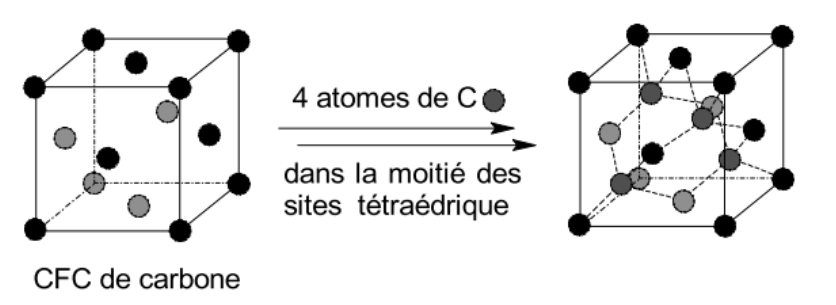 4 atomes de C
dans la moitié des
sites tétraédrique
CFC de carbone